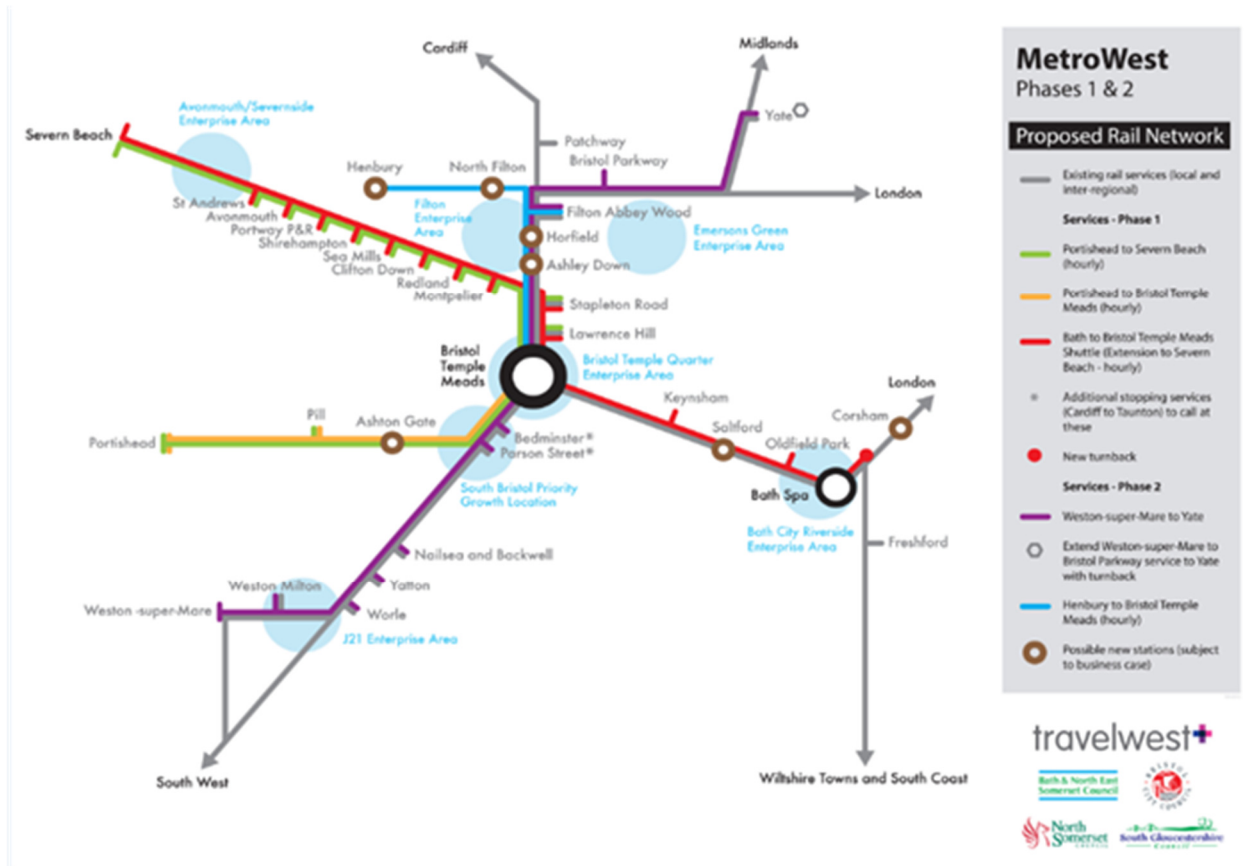 Cardiff
Midlands
Avonmouth/Severnside
Enterprise Area
Severn Beach
Yate
Patchway
Bristol Parkway
Henbury
North Filton
London
St Andrews
Avonmouth
Portway P&R
Shirehampton
Sea Mills
Clifton Down
Redland
Montpelier
Filton
Enterprise
Area
Filton Abbey Wood
Horfield
Emersons Green
Enterprise Area
Ashley Down
Stapleton Road
Lawrence Hill
Bristol
Temple
Meads
Bristol Temple Quarter
Enterprise Area
London
Keynsham
Corsham
Saltford
Oldfield Park
Pill
Ashton Gate
Portishead
Bedminster*
Parson Street*
Bath Spa
South Bristol Priority
Growth Location
Bath City Riverside
Enterprise Area
Freshford
Nailsea and Backwell
Weston Milton
Yatton
Weston -super-Mare
Worle
J21 Enterprise Area
South West
Wiltshire Towns and South Coast
MetroWest
Phases 1 & 2
Proposed Rail Network
Existing rail services (local and
inter-regional)
Services - Phase 1
Portishead to Severn Beach
(hourly)
Portishead to Bristol Temple
Meads (hourly)
Bath to Bristol Temple Meads
Shuttle (Extension to Severn
Beach - hourly)
Additional stopping services
(Cardiff to Taunton) to call at
these
New turnback
Services - Phase 2
Weston-super-Mare to Yate
Extend Weston-super-Mare to
Bristol Parkway service to Yate
with turnback
Henbury to Bristol Temple
Meads (hourly)
Possible new stations (subject
to business case)
travelwest+
Bath & North East
Somerset Council
BRISTOL
CITY COUNCIL
North
Somerset
COUNCIL
South Gloucestershire
Council